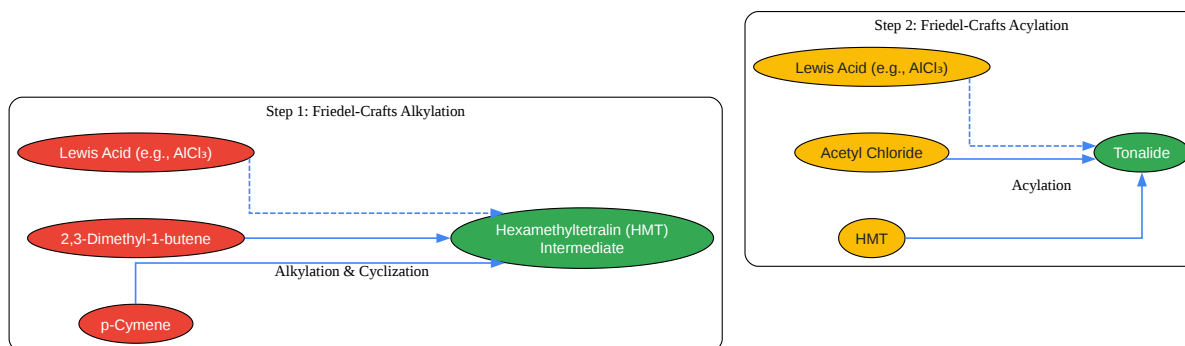 Step 1: Friedel-Crafts Alkylation
Lewis Acid (e.g., AlCl₃)
2,3-Dimethyl-1-butene
Hexamethyltetralin (HMT)
Intermediate
Alkylation & Cyclization
p-Cymene
Step 2: Friedel-Crafts Acylation
Lewis Acid (e.g., AlCl₃)
Acetyl Chloride
Tonalide
Acylation
HMT